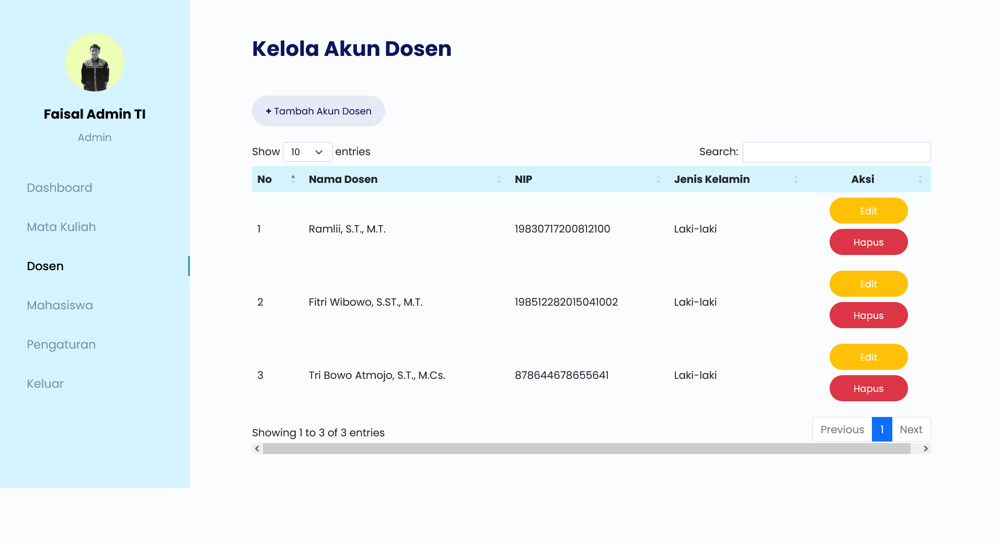 Faisal Admin TI
Admin
Dashboard
Mata Kuliah
Dosen
Mahasiswa
Pengaturan
Keluar
Kelola Akun Dosen
+ Tambah Akun Dosen
Show 10 entries
Search:
No Nama Dosen NIP Jenis Kelamin Aksi
1 Ramlii, S.T., M.T. 19830717200812100 Laki-laki Edit
Hapus
2 Fitri Wibowo, S.ST., M.T. 198512282015041002 Laki-laki Edit
Hapus
3 Tri Bowo Atmojo, S.T., M.Cs. 878644678655641 Laki-laki Edit
Hapus
Showing 1 to 3 of 3 entries
Previous 1 Next